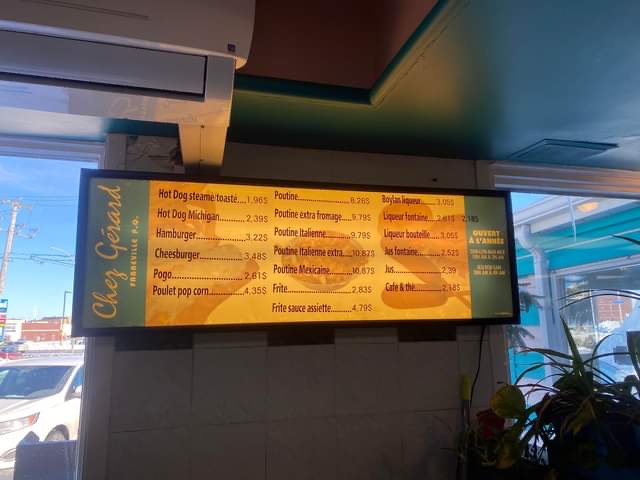 Chez Gérard
FABREVILLE P.Q.
Hot Dog steamé/toasté....1,96$
Hot Dog Michigan..........2,39$
Hamburger..................3,22$
Cheesburger................3,48$
Pogo........................2,61$
Poulet pop corn............4,35$
Poutine.....................8,26$
Poutine extra fromage....9,79$
Poutine Italienne..........9,79$
Poutine Italienne extra....10,87$
Poutine Mexicaine.........10,87$
Frite.......................2,83$
Frite sauce assiette.......4,79$
Boylan liqueur......3,05$
Liqueur fontaine...2,61$ 2,18$
Liqueur bouteille...3,05$
Jus fontaine........2,52$
Jus..................2,39
Café & thé..........2,18$
OUVERT
À L'ANNÉE